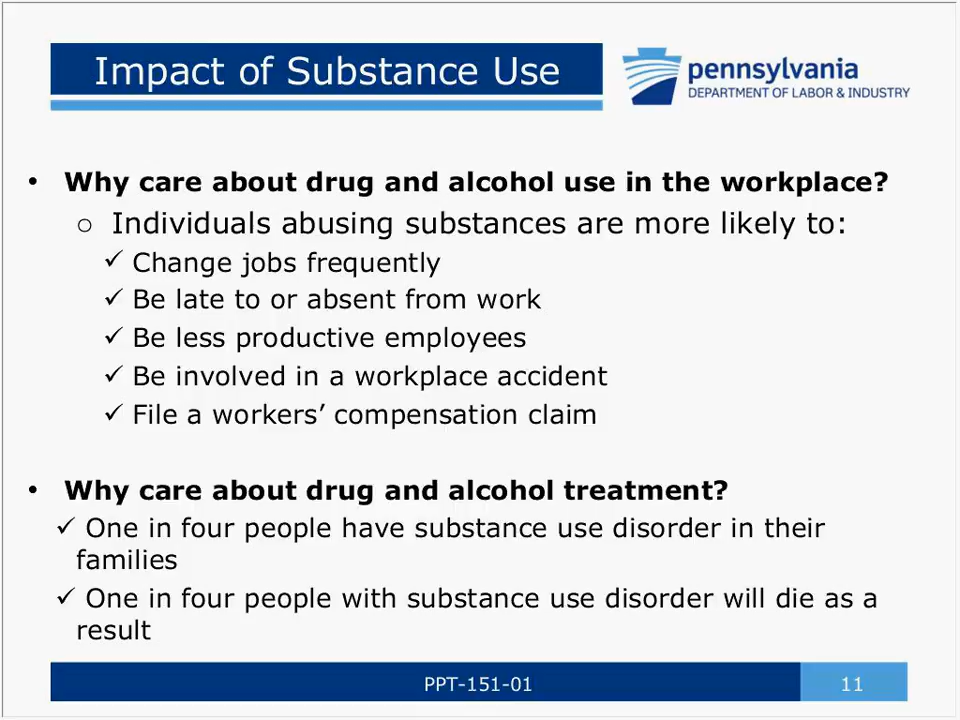 Impact of Substance Use
pennsylvania
DEPARTMENT OF LABOR & INDUSTRY
• Why care about drug and alcohol use in the workplace?
○ Individuals abusing substances are more likely to:
✓ Change jobs frequently
✓ Be late to or absent from work
✓ Be less productive employees
✓ Be involved in a workplace accident
✓ File a workers’ compensation claim
• Why care about drug and alcohol treatment?
✓ One in four people have substance use disorder in their
families
✓ One in four people with substance use disorder will die as a
result
PPT-151-01
11